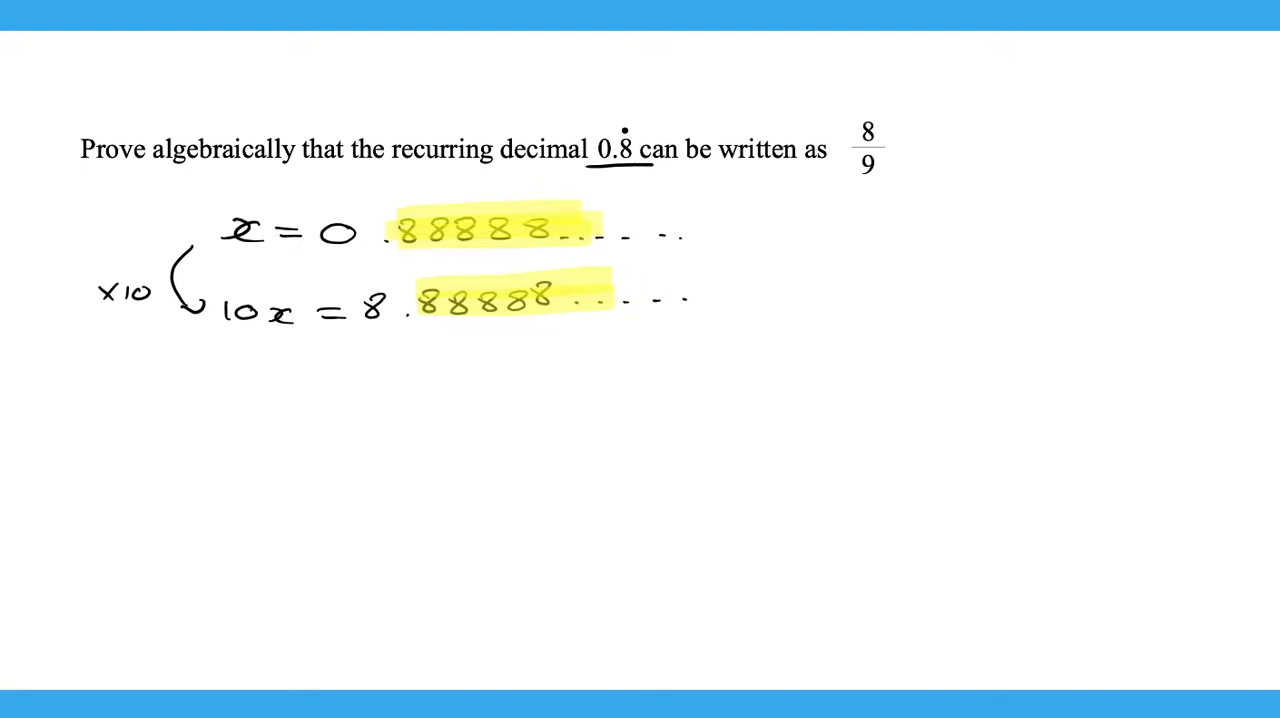 Prove algebraically that the recurring decimal 0.8̇ can be written as 8/9
x = 0.88888.......
×10
10x = 8.88888.....